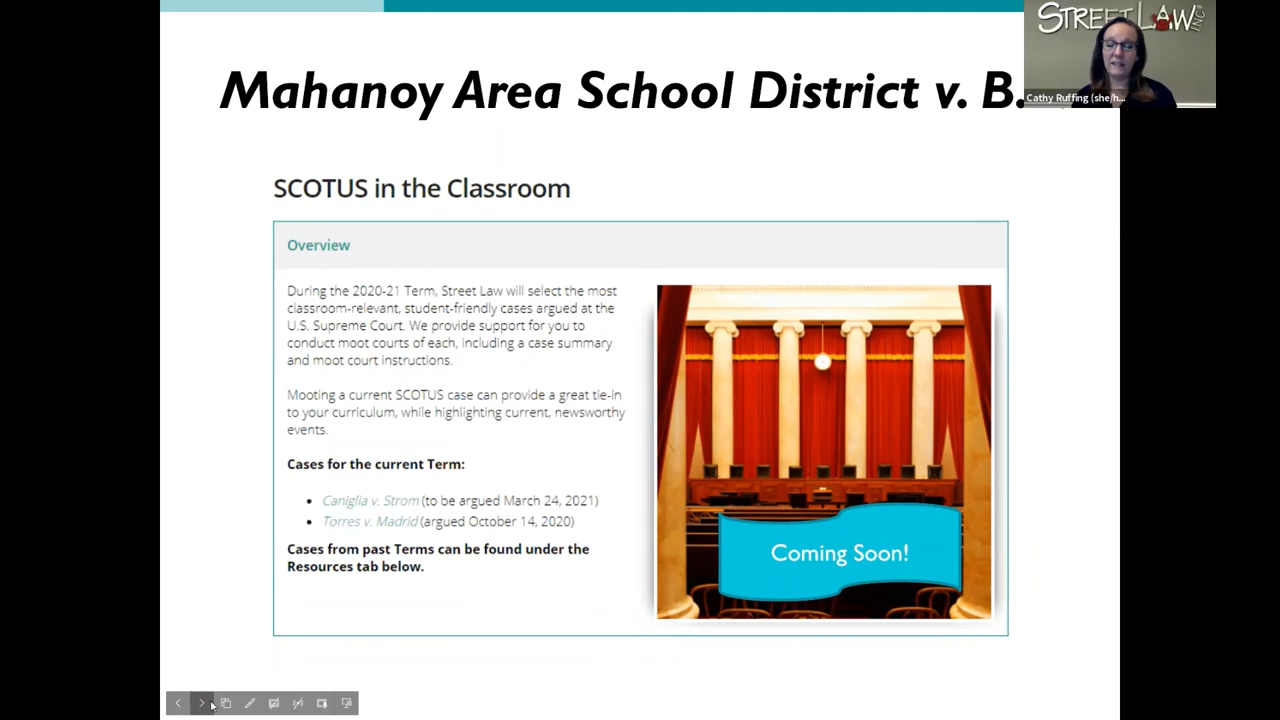 STREET LAW INC
Cathy Ruffing (she/h...
Mahanoy Area School District v. B.
SCOTUS in the Classroom
Overview
During the 2020-21 Term, Street Law will select the most
classroom-relevant, student-friendly cases argued at the
U.S. Supreme Court. We provide support for you to
conduct moot courts of each, including a case summary
and moot court instructions.
Mooting a current SCOTUS case can provide a great tie-in
to your curriculum, while highlighting current, newsworthy
events.
Cases for the current Term:
• Caniglia v. Strom (to be argued March 24, 2021)
• Torres v. Madrid (argued October 14, 2020)
Cases from past Terms can be found under the
Resources tab below.
Coming Soon!